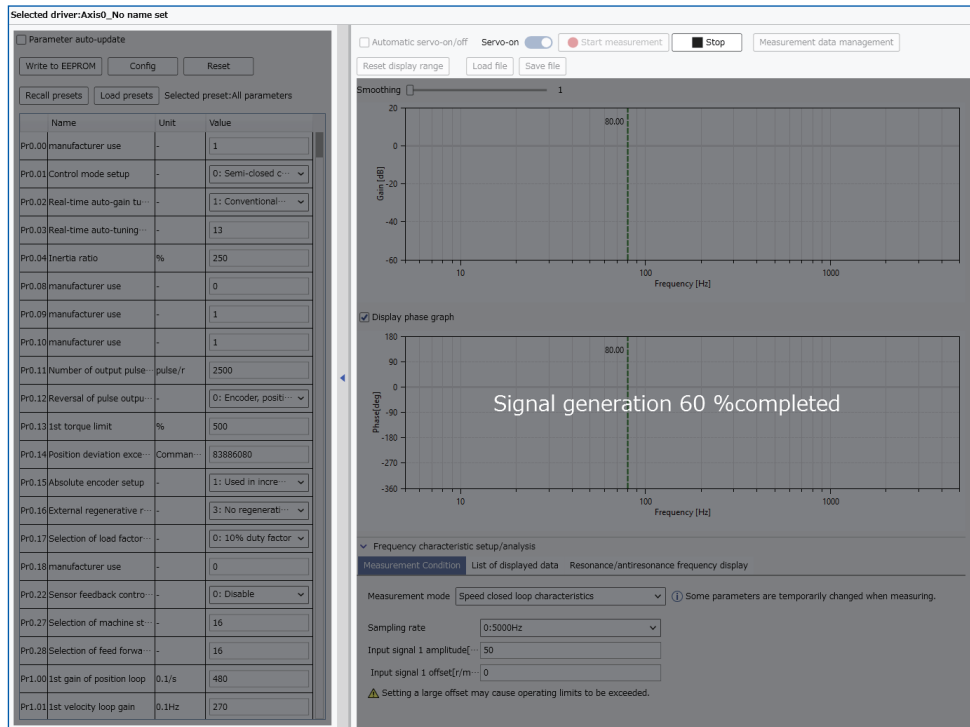 Selected driver:Axis0_No name set
Parameter auto-update
Write to EEPROM Config Reset
Recall presets Load presets Selected preset:All parameters
Name Unit Value
Pr0.00 manufacturer use - 1
Pr0.01 Control mode setup - 0: Semi-closed c···
Pr0.02 Real-time auto-gain tu··· - 1: Conventional···
Pr0.03 Real-time auto-tuning··· - 13
Pr0.04 Inertia ratio % 250
Pr0.08 manufacturer use - 0
Pr0.09 manufacturer use - 1
Pr0.10 manufacturer use - 1
Pr0.11 Number of output pulse··· pulse/r 2500
Pr0.12 Reversal of pulse outpu··· - 0: Encoder, positi···
Pr0.13 1st torque limit % 500
Pr0.14 Position deviation exce··· Comman··· 83886080
Pr0.15 Absolute encoder setup - 1: Used in incre···
Pr0.16 External regenerative r··· - 3: No regenerati···
Pr0.17 Selection of load factor··· - 0: 10% duty factor
Pr0.18 manufacturer use - 0
Pr0.22 Sensor feedback contro··· - 0: Disable
Pr0.27 Selection of machine st··· - 16
Pr0.28 Selection of feed forwa··· - 16
Pr1.00 1st gain of position loop 0.1/s 480
Pr1.01 1st velocity loop gain 0.1Hz 270
Automatic servo-on/off Servo-on Start measurement Stop Measurement data management
Reset display range Load file Save file
Smoothing 1
20
80.00
0
Gain [dB]
-20
-40
-60
10 100 1000
Frequency [Hz]
Display phase graph
180
80.00
90
0
Phase[deg]
-90
-180
-270
-360
10 100 1000
Frequency [Hz]
Signal generation 60 %completed
Frequency characteristic setup/analysis
Measurement Condition List of displayed data Resonance/antiresonance frequency display
Measurement mode Speed closed loop characteristics Some parameters are temporarily changed when measuring.
Sampling rate 0:5000Hz
Input signal 1 amplitude[··· 50
Input signal 1 offset[r/m··· 0
Setting a large offset may cause operating limits to be exceeded.